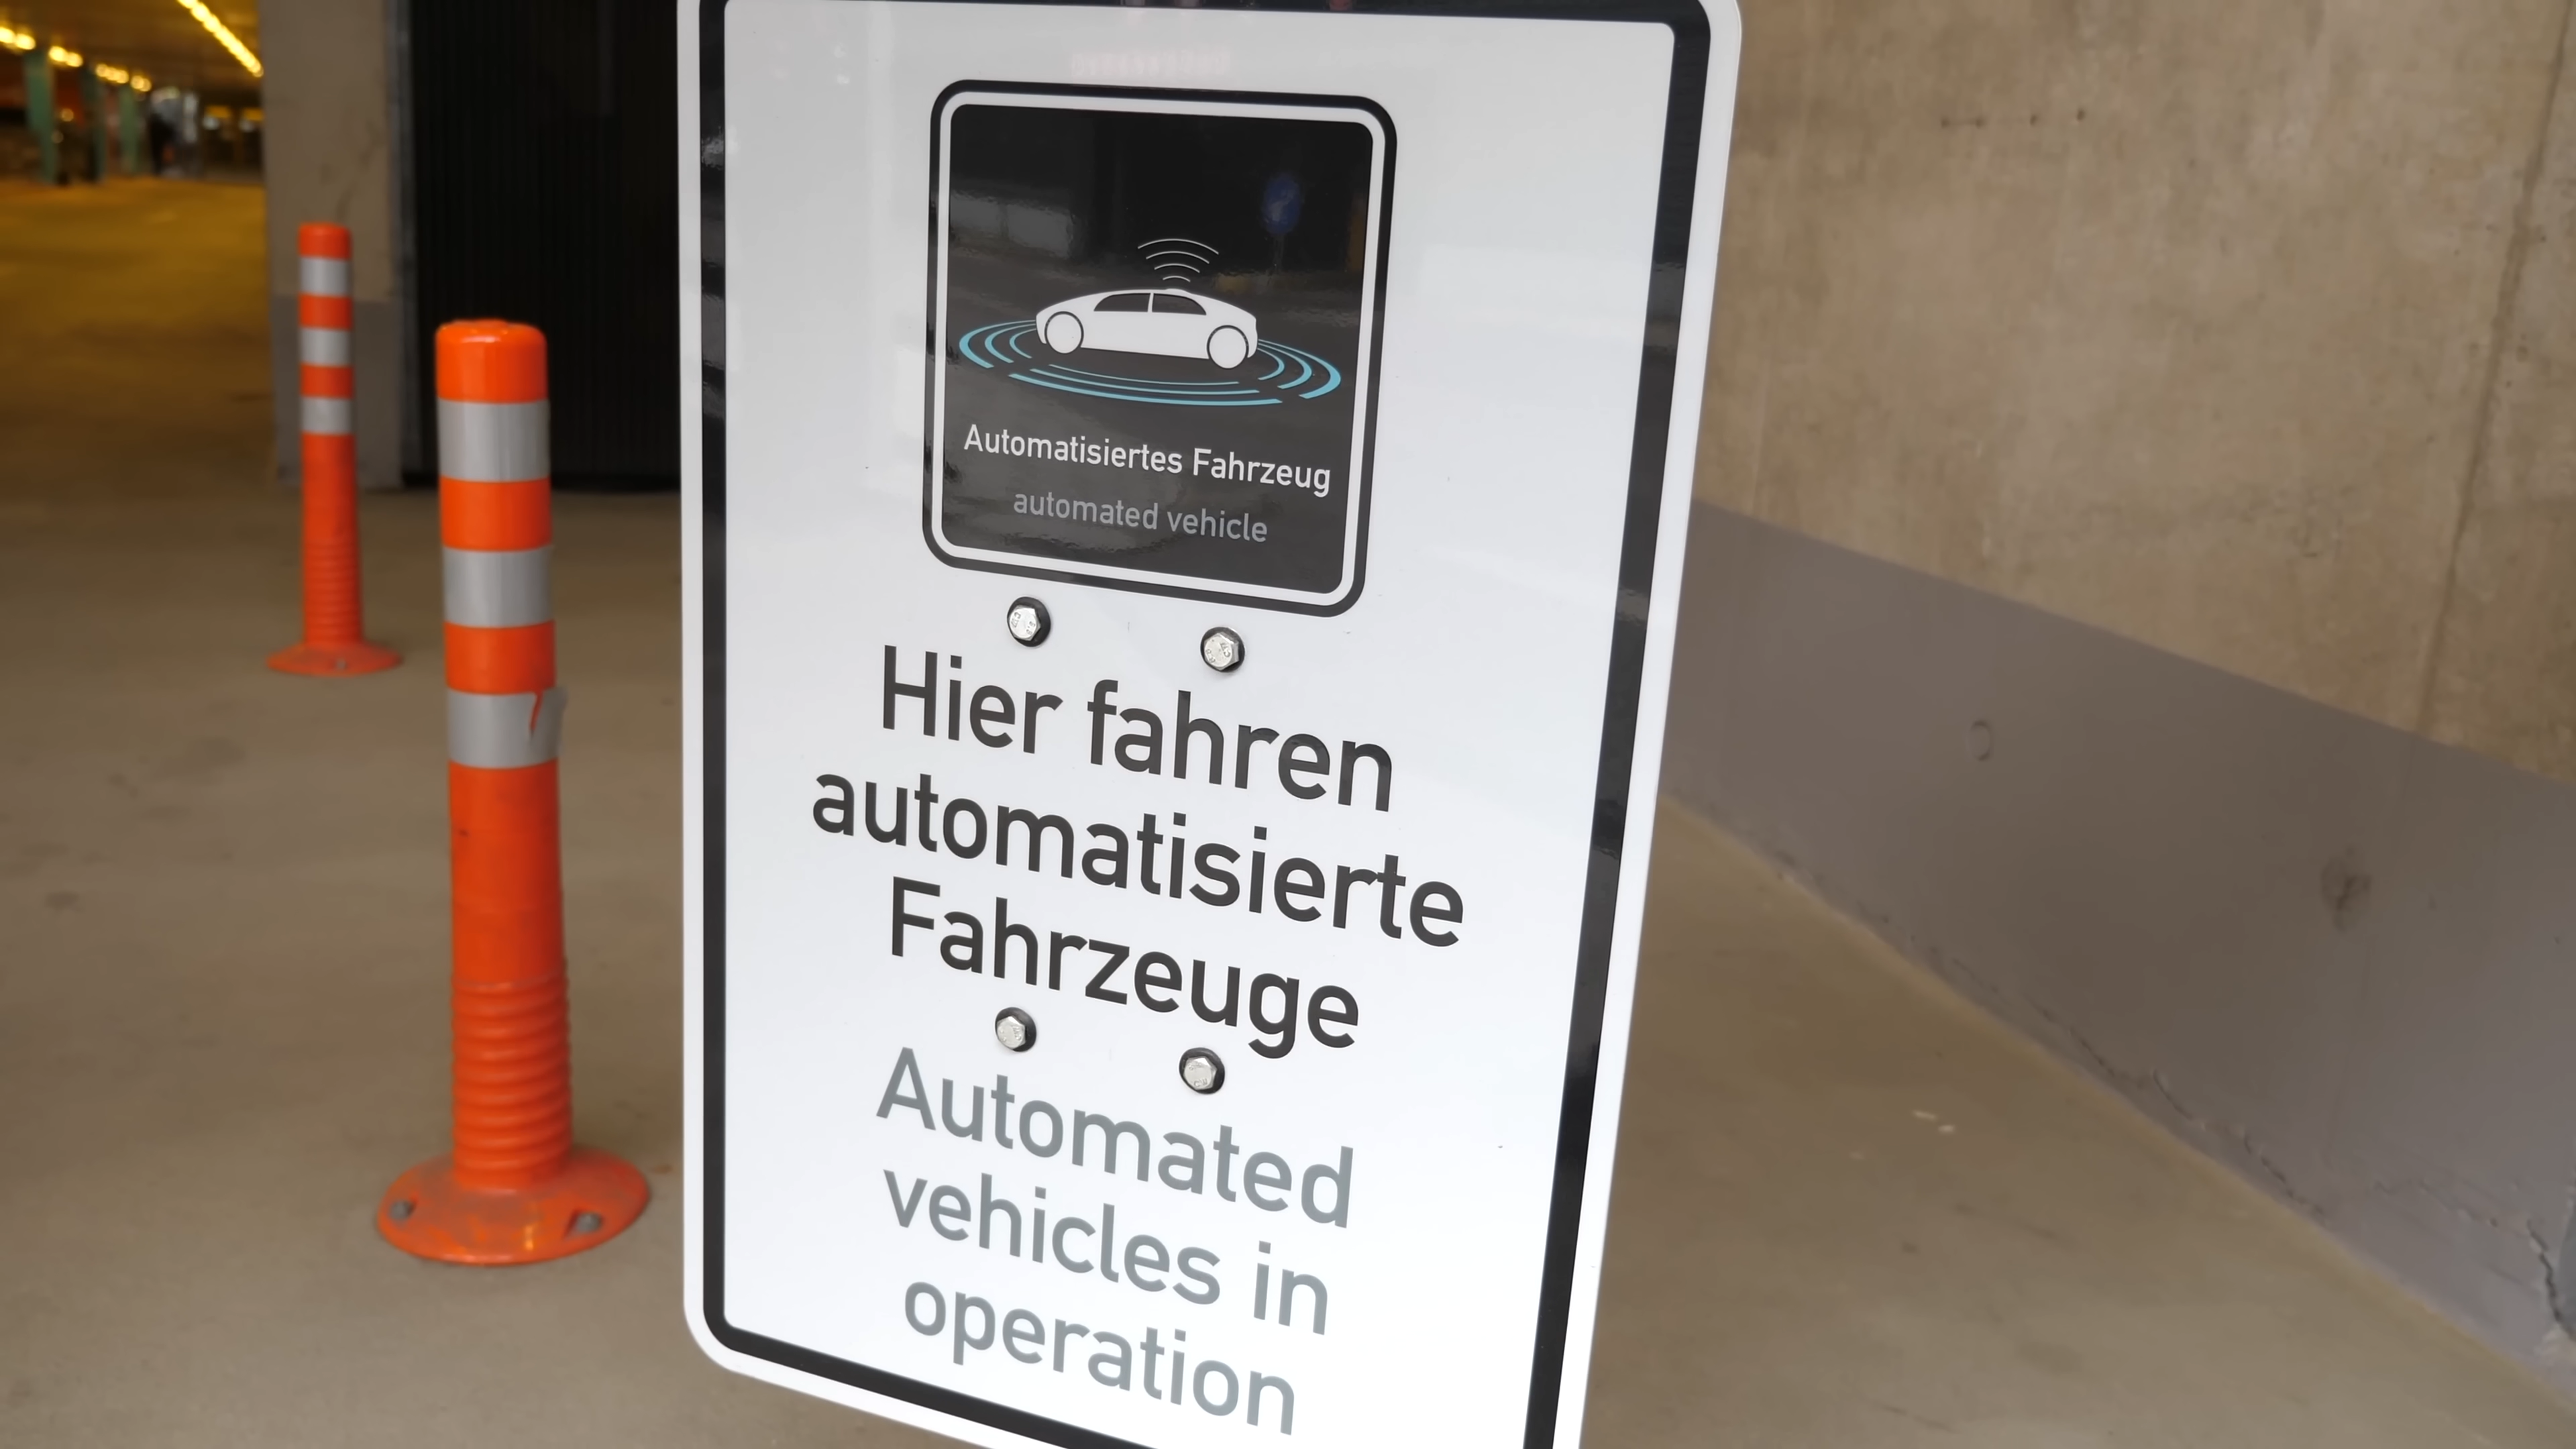 Automatisiertes Fahrzeug
automated vehicle
Hier fahren
automatisierte
Fahrzeuge
Automated
vehicles in
operation